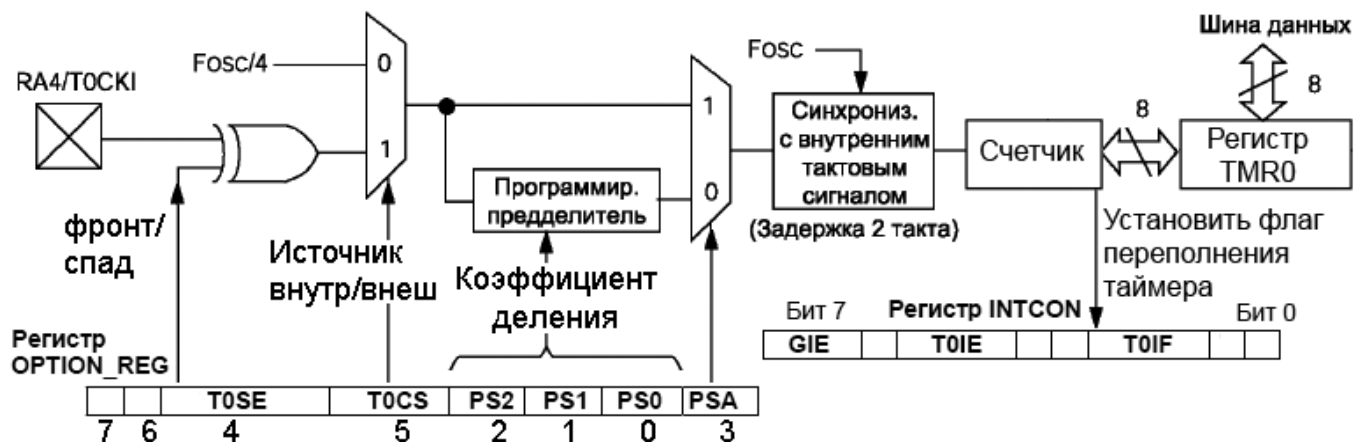 Шина данных
8
Fosc
Fosc/4
0
RA4/T0CKI
1
1
0
Программир.
предделитель
Синхрониз.
с внутренним
тактовым
сигналом
(Задержка 2 такта)
Счетчик
8
Регистр
TMR0
фронт/
спад
Источник
внутр/внеш
Коэффициент
деления
Установить флаг
переполнения
таймера
Бит 7 Регистр INTCON Бит 0
GIE T0IE T0IF
Регистр
OPTION_REG
T0SE T0CS PS2 PS1 PS0 PSA
7 6 4 5 2 1 0 3